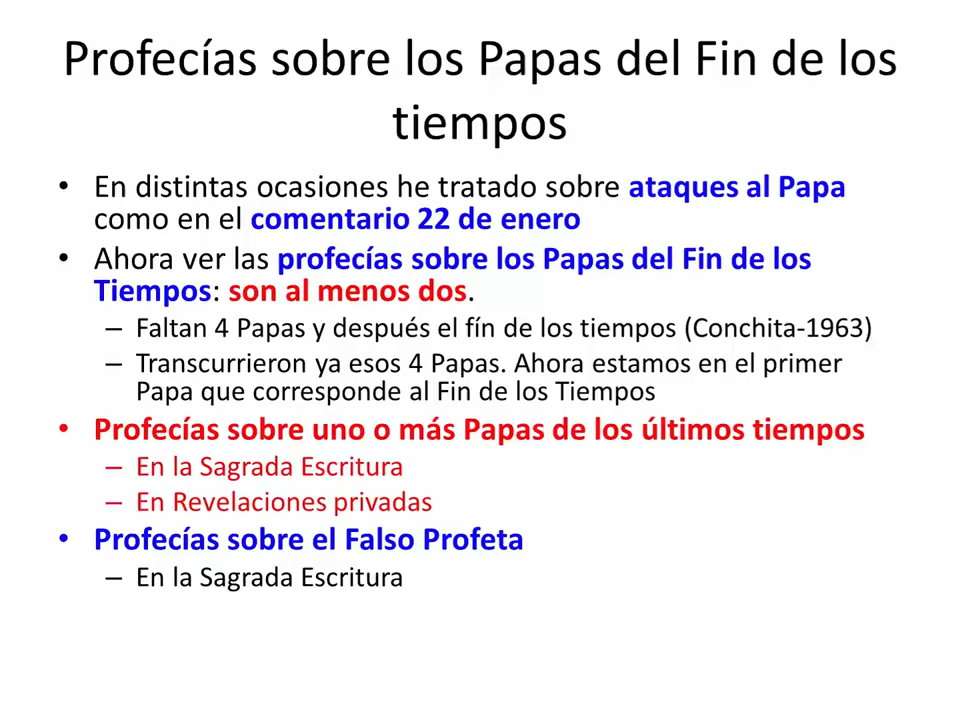 Profecías sobre los Papas del Fin de los
tiempos
• En distintas ocasiones he tratado sobre ataques al Papa
como en el comentario 22 de enero
• Ahora ver las profecías sobre los Papas del Fin de los
Tiempos: son al menos dos.
– Faltan 4 Papas y después el fín de los tiempos (Conchita-1963)
– Transcurrieron ya esos 4 Papas. Ahora estamos en el primer
Papa que corresponde al Fin de los Tiempos
• Profecías sobre uno o más Papas de los últimos tiempos
– En la Sagrada Escritura
– En Revelaciones privadas
• Profecías sobre el Falso Profeta
– En la Sagrada Escritura